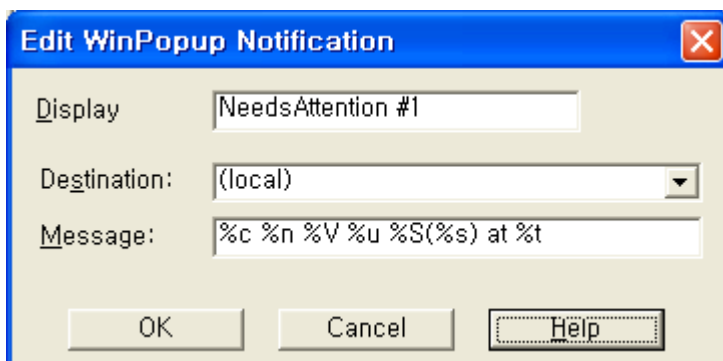 Edit WinPopup Notification
Display NeedsAttention #1
Destination: (local)
Message: %c %n %V %u %S(%s) at %t
OK Cancel Help